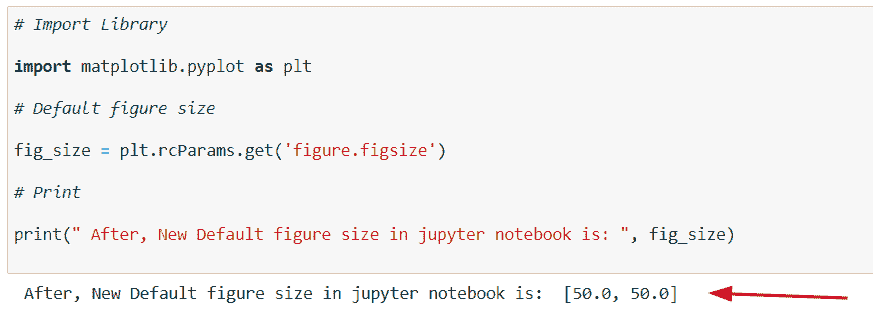 # Import Library
import matplotlib.pyplot as plt
# Default figure size
fig_size = plt.rcParams.get('figure.figsize')
# Print
print(" After, New Default figure size in jupyter notebook is: ", fig_size)
After, New Default figure size in jupyter notebook is:  [50.0, 50.0]